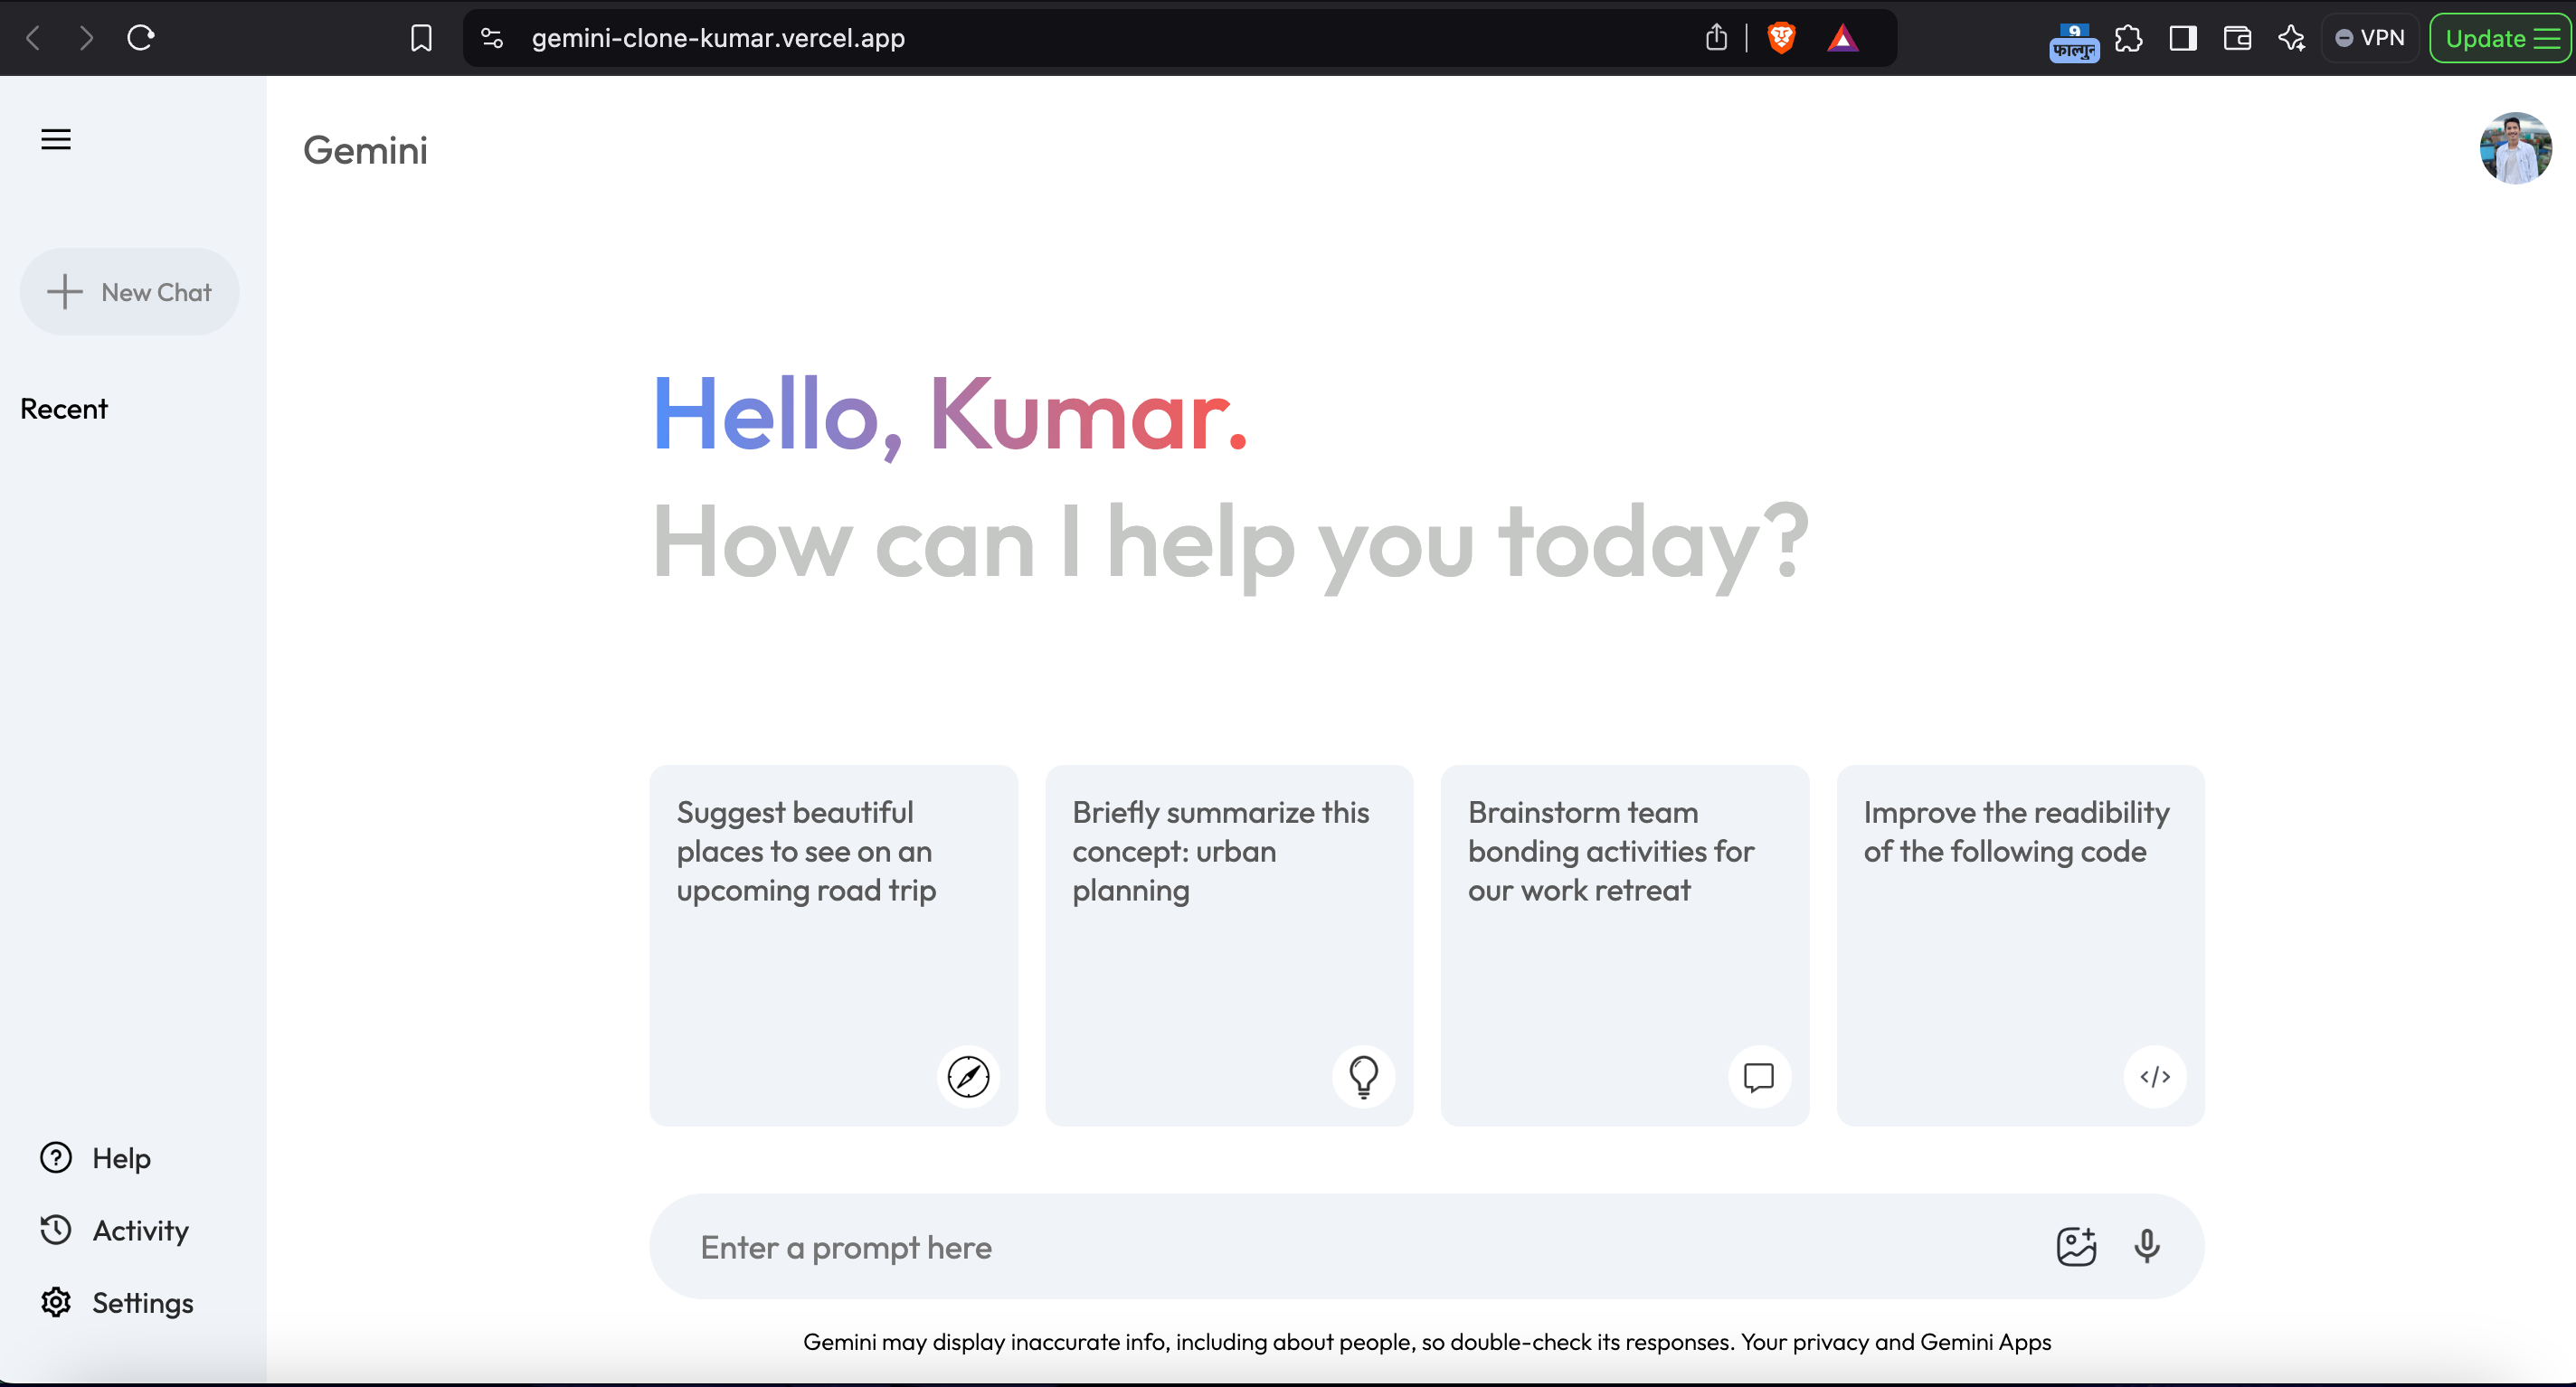 gemini-clone-kumar.vercel.app
9
फाल्गुन
VPN
Update
Gemini
New Chat
Recent
Hello, Kumar.
How can I help you today?
Suggest beautiful
places to see on an
upcoming road trip
Briefly summarize this
concept: urban
planning
Brainstorm team
bonding activities for
our work retreat
Improve the readibility
of the following code
</>
Help
Activity
Settings
Enter a prompt here
Gemini may display inaccurate info, including about people, so double-check its responses. Your privacy and Gemini Apps